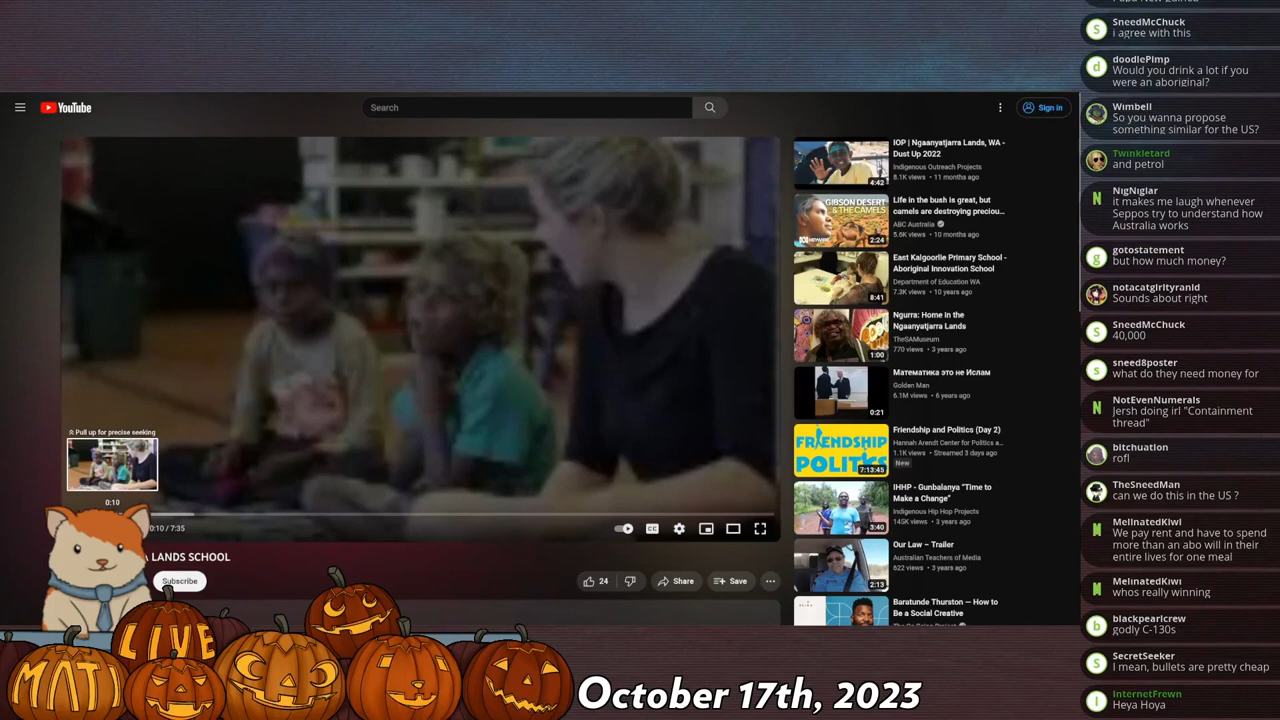 YouTube
Search
Sign in
Pull up for precise seeking
0:10
0:10 / 7:35
CC
LANDS SCHOOL
Subscribe
24
Share
Save
IOP | Ngaanyatjarra Lands, WA -
Dust Up 2022
Indigenous Outreach Projects
8.1K views • 11 months ago
4:42
GIBSON DESERT
& THE CAMELS
Life in the bush is great, but
camels are destroying preciou...
ABC Australia
5.6K views • 10 months ago
2:24
East Kalgoorlie Primary School -
Aboriginal Innovation School
Department of Education WA
7.3K views • 10 years ago
8:41
Ngurra: Home in the
Ngaanyatjarra Lands
TheSAMuseum
770 views • 3 years ago
1:00
Математика это не Ислам
Golden Man
6.1M views • 6 years ago
0:21
FRIENDSHIP
POLITICS
7:13:45
Friendship and Politics (Day 2)
Hannah Arendt Center for Politics a...
1.1K views • Streamed 3 days ago
New
IHHP - Gunbalanya "Time to
Make a Change"
Indigenous Hip Hop Projects
145K views • 3 years ago
3:40
Our Law – Trailer
Australian Teachers of Media
622 views • 3 years ago
2:13
Baratunde Thurston — How to
Be a Social Creative
SneedMcChuck
i agree with this
doodlePimp
Would you drink a lot if you
were an aboriginal?
Wimbell
So you wanna propose
something similar for the US?
Twinkletard
and petrol
NigNiglar
it makes me laugh whenever
Seppos try to understand how
Australia works
gotostatement
but how much money?
notacatgirltyranid
Sounds about right
SneedMcChuck
40,000
sneed8poster
what do they need money for
NotEvenNumerals
Jersh doing irl "Containment
thread"
bitchuation
rofl
TheSneedMan
can we do this in the US ?
MelinatedKiwi
We pay rent and have to spend
more than an abo will in their
entire lives for one meal
MelinatedKiwi
whos really winning
blackpearlcrew
godly C-130s
SecretSeeker
I mean, bullets are pretty cheap
InternetFrewn
Heya Hoya
LIVE
MATI
October 17th, 2023